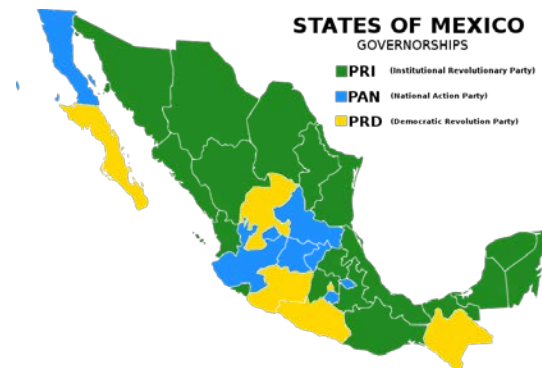 STATES OF MEXICO
GOVERNORSHIPS
PRI (Institutional Revolutionary Party)
PAN (National Action Party)
PRD (Democratic Revolution Party)